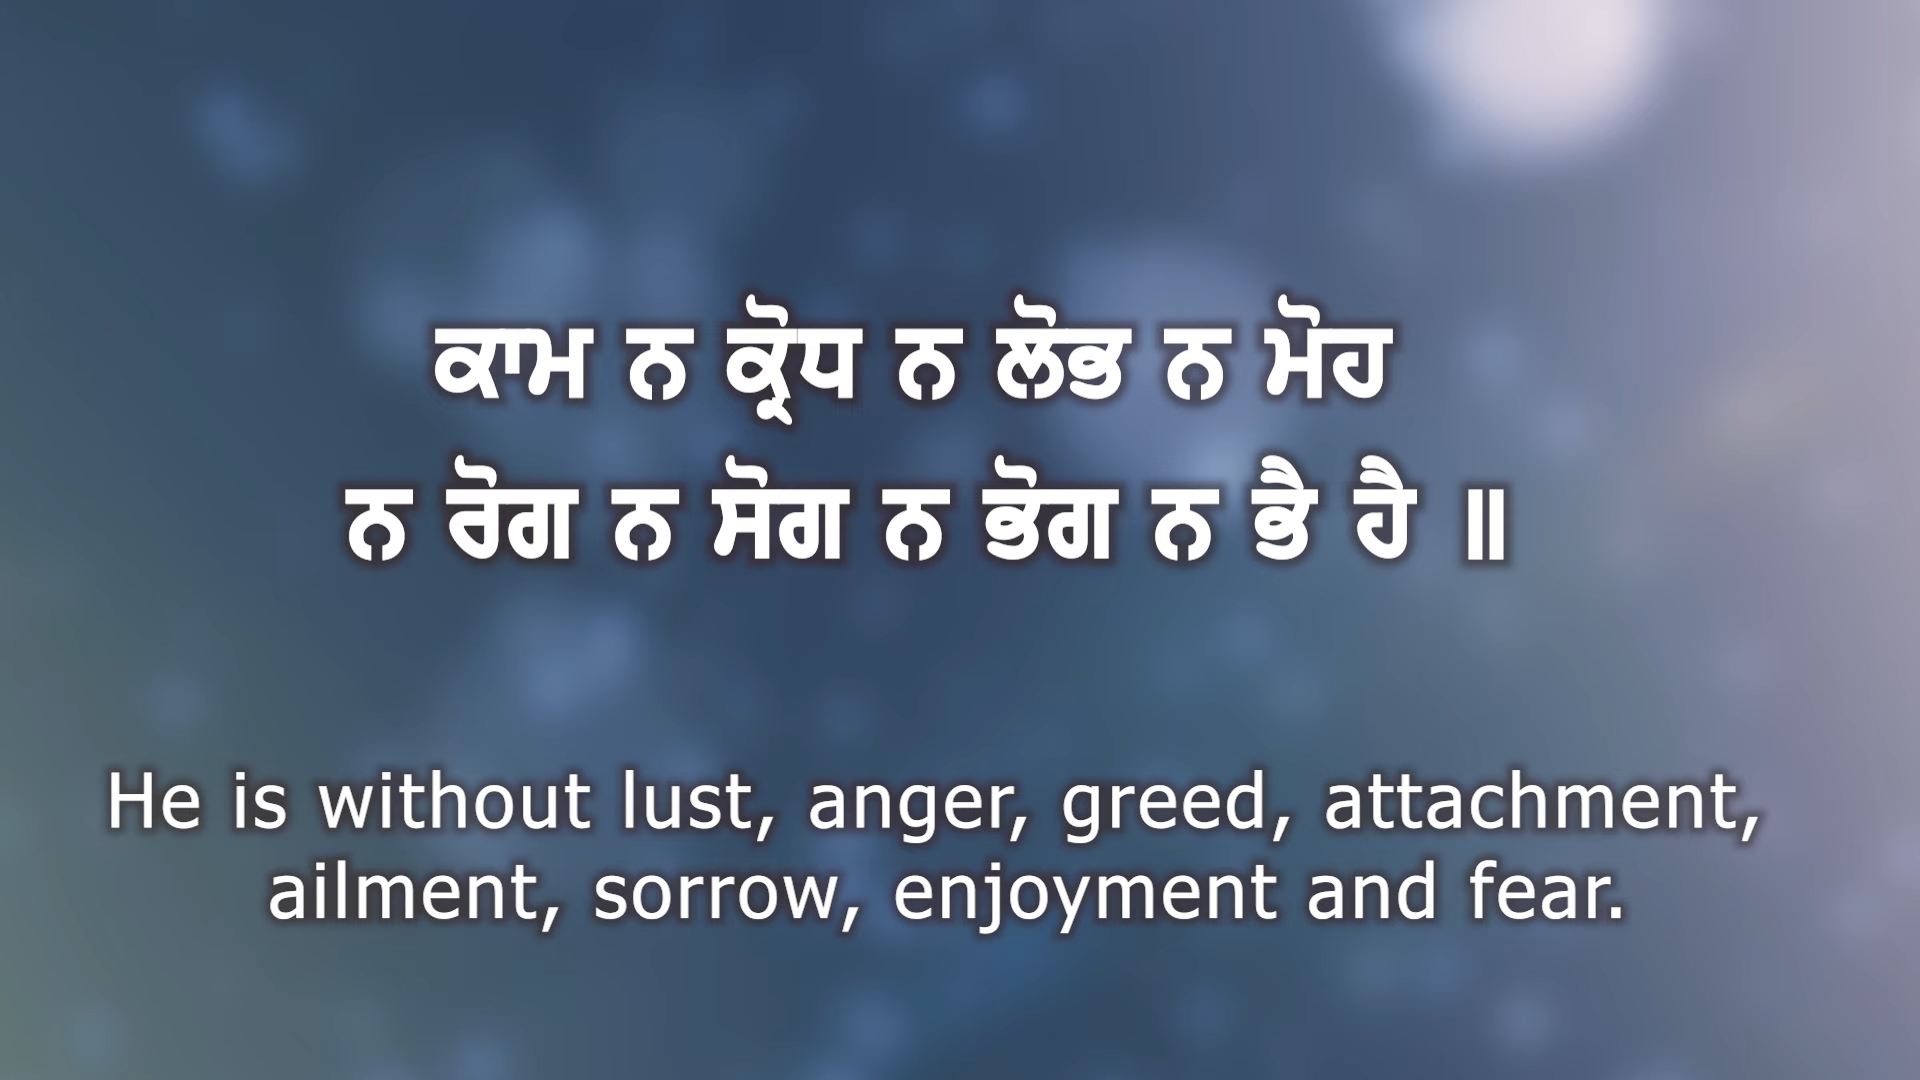 ਕਾਮ ਨ ਕ੍ਰੋਧ ਨ ਲੋਭ ਨ ਮੋਹ
ਨ ਰੋਗ ਨ ਸੋਗ ਨ ਭੋਗ ਨ ਭੈ ਹੈ ॥
He is without lust, anger, greed, attachment,
ailment, sorrow, enjoyment and fear.